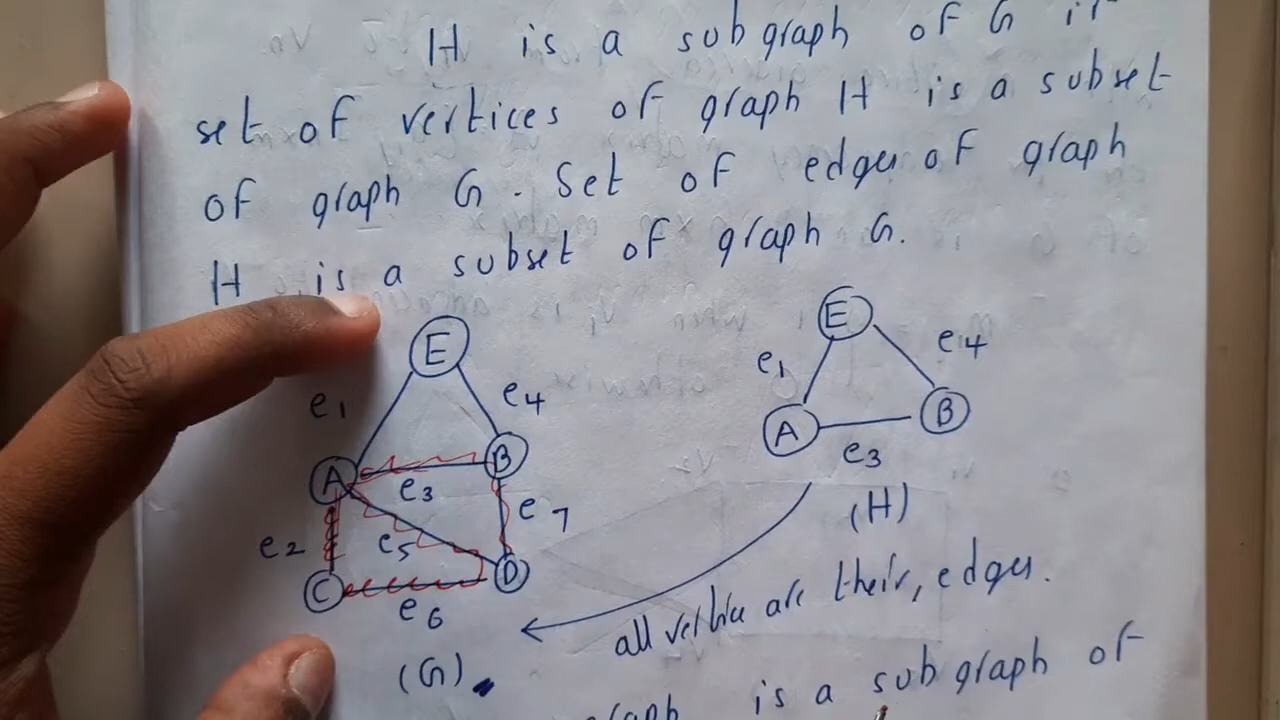 H is a subgraph of G if
set of vertices of graph H is a subset
of graph G. Set of edges of graph
H is a subset of graph G.
E
e1
e4
A
B
e3
e2
e5
e7
C
D
e6
(G)
E
e1
e4
A
B
e3
(H)
all are their, edges.
is a subgraph of